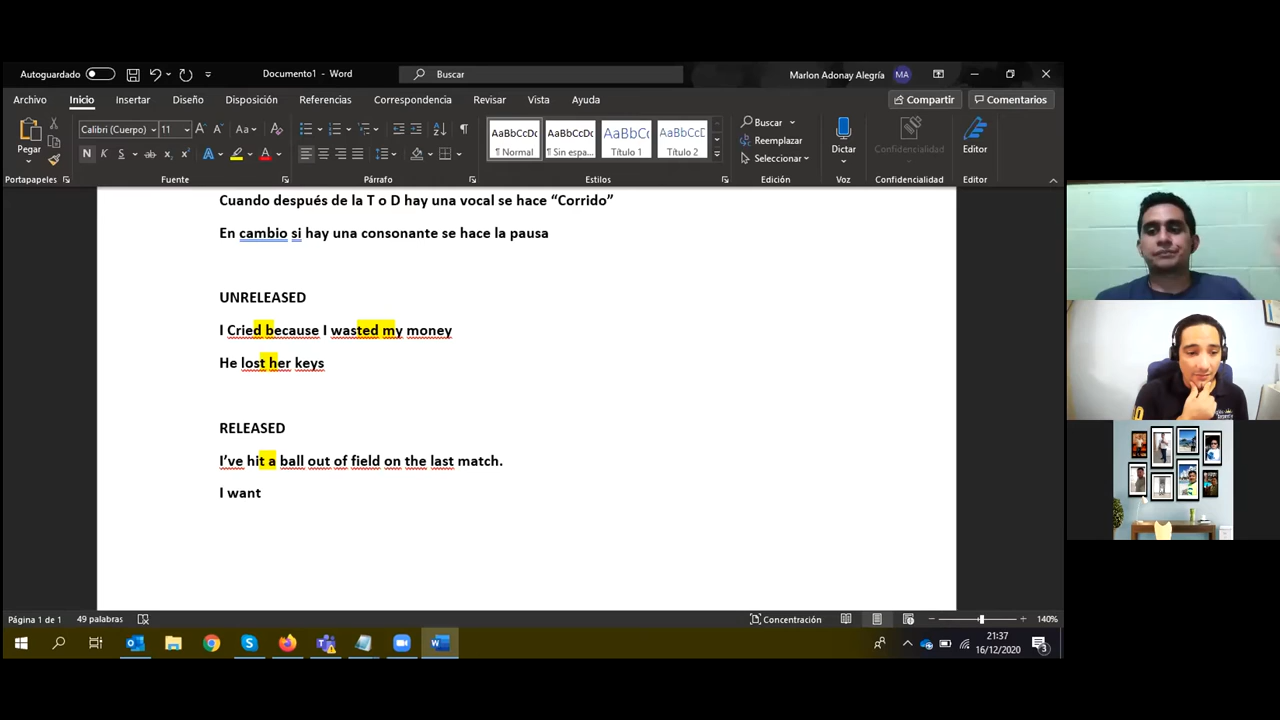 Autoguardado
Documento1 - Word
Buscar
Marlon Adonay Alegría
MA
Archivo
Inicio
Insertar
Diseño
Disposición
Referencias
Correspondencia
Revisar
Vista
Ayuda
Compartir
Comentarios
Pegar
Calibri (Cuerpo)
11
N K S
AaBbCcDc
¶ Normal
AaBbCcDc
¶ Sin espa...
AaBbCc
Título 1
AaBbCcD
Título 2
Buscar
Reemplazar
Seleccionar
Dictar
Confidencialidad
Editor
Portapapeles
Fuente
Párrafo
Estilos
Edición
Voz
Confidencialidad
Editor
Cuando después de la T o D hay una vocal se hace “Corrido”
En cambio si hay una consonante se hace la pausa
UNRELEASED
I Cried because I wasted my money
He lost her keys
RELEASED
I’ve hit a ball out of field on the last match.
I want
Página 1 de 1
49 palabras
Concentración
140%
21:37
16/12/2020
3